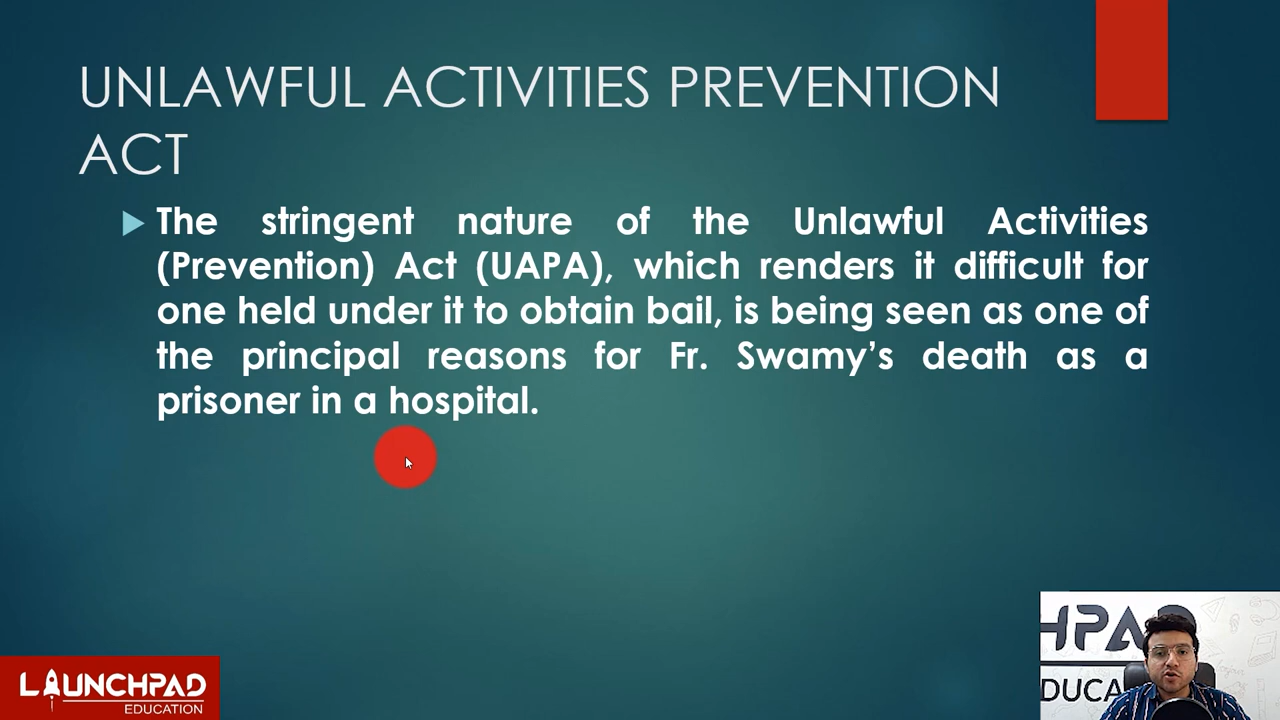 UNLAWFUL ACTIVITIES PREVENTION
ACT
The stringent nature of the Unlawful Activities
(Prevention) Act (UAPA), which renders it difficult for
one held under it to obtain bail, is being seen as one of
the principal reasons for Fr. Swamy’s death as a
prisoner in a hospital.
LAUNCHPAD
EDUCATION
HPA
DUCA